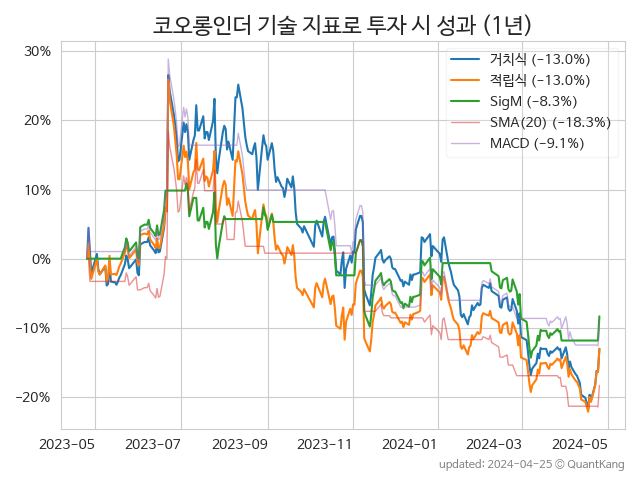 코오롱인더 기술 지표로 투자 시 성과 (1년)
30%
20%
10%
0%
−10%
−20%
거치식 (−13.0%)
적립식 (−13.0%)
SigM (−8.3%)
SMA(20) (−18.3%)
MACD (−9.1%)
2023-05
2023-07
2023-09
2023-11
2024-01
2024-03
2024-05
updated: 2024-04-25 © QuantKang